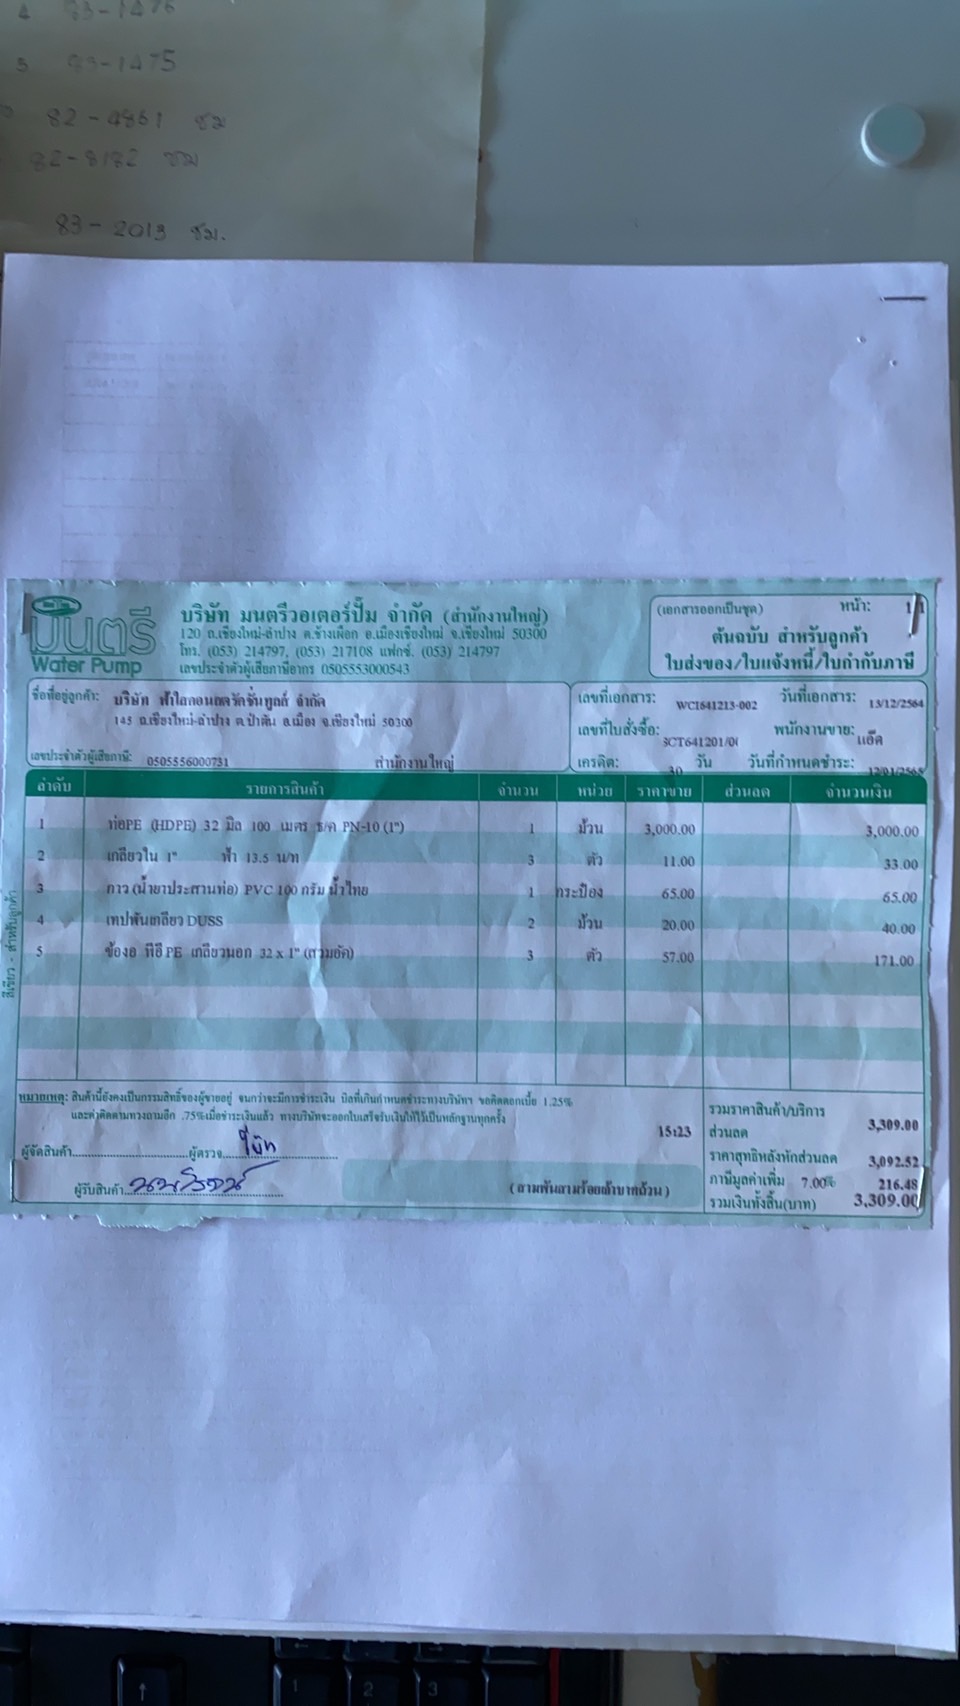 83-1476
5 83-1475
82-4861 ชม
82-8182 ชม
83-2013 ชม.
มนตรี
Water Pump
บริษัท มนตรีวอเตอร์ปั๊ม จำกัด (สำนักงานใหญ่)
120 ถ.เชียงใหม่-ลำปาง ต.ช้างเผือก อ.เมืองเชียงใหม่ จ.เชียงใหม่ 50300
โทร. (053) 214797, (053) 217108 แฟกซ์. (053) 214797
เลขประจำตัวผู้เสียภาษีอากร 0505553000543
(เอกสารออกเป็นชุด) หน้า: 1/1
ต้นฉบับ สำหรับลูกค้า
ใบส่งของ/ใบแจ้งหนี้/ใบกำกับภาษี
ชื่อที่อยู่ลูกค้า: บริษัท ฟ้าใสคอนสตรัคชั่นทูลส์ จำกัด
145 ถ.เชียงใหม่-ลำปาง ต.ป่าตัน อ.เมือง จ.เชียงใหม่ 50300
เลขประจำตัวผู้เสียภาษี: 0505556000731 สำนักงานใหญ่
เลขที่เอกสาร: WCI641213-002 วันที่เอกสาร: 13/12/2564
เลขที่ใบสั่งซื้อ: SCT641201/0 พนักงานขาย: แอ๊ด
เครดิต: 30 วัน วันที่กำหนดชำระ: 12/01/2565
ลำดับ รายการสินค้า จำนวน หน่วย ราคาขาย ส่วนลด จำนวนเงิน
1 ท่อPE (HDPE) 32 มิล 100 เมตร ธ/ค PN-10 (1") 1 ม้วน 3,000.00 3,000.00
2 เกลียวใน 1" ฟ้า 13.5 น/ท 3 ตัว 11.00 33.00
3 กาว (น้ำยาประสานท่อ) PVC 100 กรัม น้ำไทย 1 กระป๋อง 65.00 65.00
4 เทปพันเกลียว DUSS 2 ม้วน 20.00 40.00
5 ข้องอ พีอี PE เกลียวนอก 32 x 1" (สวมอัด) 3 ตัว 57.00 171.00
สีเขียว - สำหรับลูกค้า
หมายเหตุ: สินค้านี้ยังคงเป็นกรรมสิทธิ์ของผู้ขายอยู่ จนกว่าจะมีการชำระเงิน บิลที่เกินกำหนดชำระทางบริษัทฯ ขอคิดดอกเบี้ย 1.25%
และค่าติดตามทวงถามอีก .75%เมื่อชำระเงินแล้ว ทางบริษัทจะออกใบเสร็จรับเงินให้ไว้เป็นหลักฐานทุกครั้ง
15:23
ผู้จัดสินค้า ผู้ตรวจ
ผู้รับสินค้า
(สามพันสามร้อยเก้าบาทถ้วน)
รวมราคาสินค้า/บริการ 3,309.00
ส่วนลด
ราคาสุทธิหลังหักส่วนลด 3,092.52
ภาษีมูลค่าเพิ่ม 7.00% 216.48
รวมเงินทั้งสิ้น(บาท) 3,309.00
1 2 3